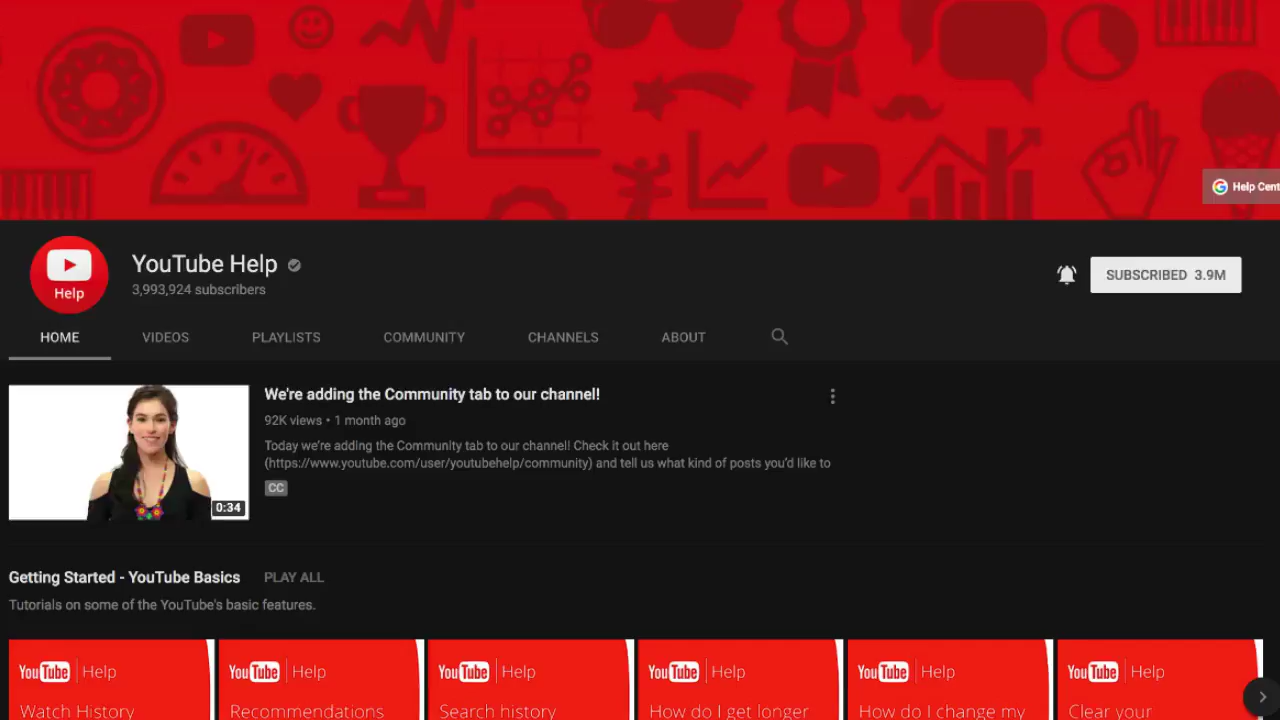 Help Cent
Help
YouTube Help
3,993,924 subscribers
SUBSCRIBED 3.9M
HOME VIDEOS PLAYLISTS COMMUNITY CHANNELS ABOUT
We're adding the Community tab to our channel!
92K views • 1 month ago
Today we're adding the Community tab to our channel! Check it out here
(https://www.youtube.com/user/youtubehelp/community) and tell us what kind of posts you'd like to
CC
0:34
Getting Started - YouTube Basics PLAY ALL
Tutorials on some of the YouTube's basic features.
YouTube Help YouTube Help YouTube Help YouTube Help YouTube Help YouTube Help
Watch History Recommendations Search history How do I get longer How do I change my Clear your